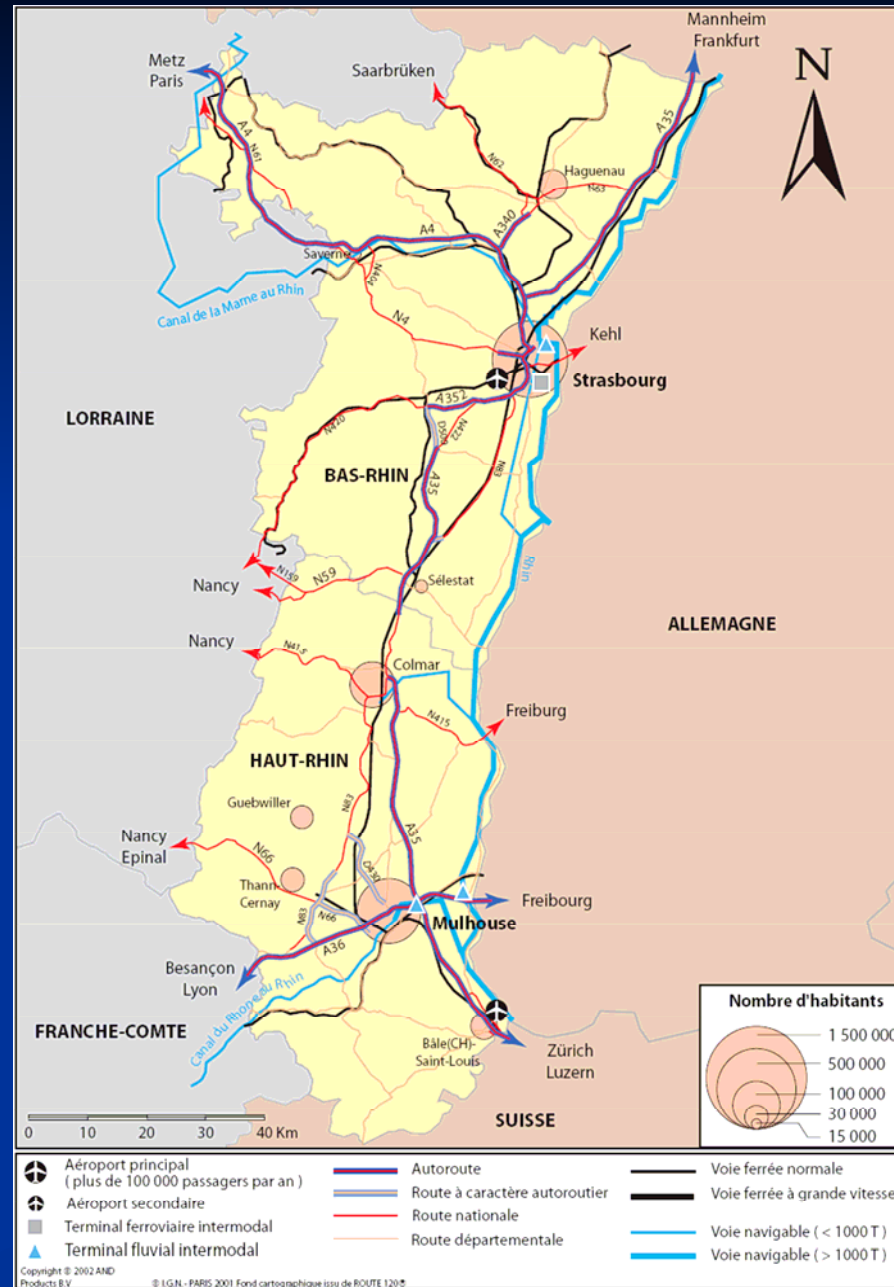 Metz
Paris
Saarbrüken
Mannheim
Frankfurt
N
A4
N61
N62
A35
Haguenau
N63
A340
A4
Saverne
N404
Canal de la Marne au Rhin
N4
Kehl
Strasbourg
A352
LORRAINE
N420
D500
N422
BAS-RHIN
A35
N83
Rhin
Nancy
N159
N59
Sélestat
ALLEMAGNE
Nancy
N415
Colmar
N415
Freiburg
HAUT-RHIN
Guebwiller
N83
A35
Nancy
Epinal
N66
D430
Thann-
Cernay
Freibourg
N83
N66
Mulhouse
A36
Besançon
Lyon
Canal du Rhone au Rhin
FRANCHE-COMTE
Bâle(CH)-
Saint-Louis
Zürich
Luzern
SUISSE
Nombre d'habitants
1 500 000
500 000
100 000
30 000
15 000
0 10 20 30 40 Km
Aéroport principal
( plus de 100 000 passagers par an )
Aéroport secondaire
Terminal ferroviaire intermodal
Terminal fluvial intermodal
Autoroute
Route à caractère autoroutier
Route nationale
Route départementale
Voie ferrée normale
Voie ferrée à grande vitesse
Voie navigable ( < 1000 T )
Voie navigable ( > 1000 T )
Copyright © 2002 AND
Products B.V
© I.G.N. - PARIS 2001 Fond cartographique issu de ROUTE 120®